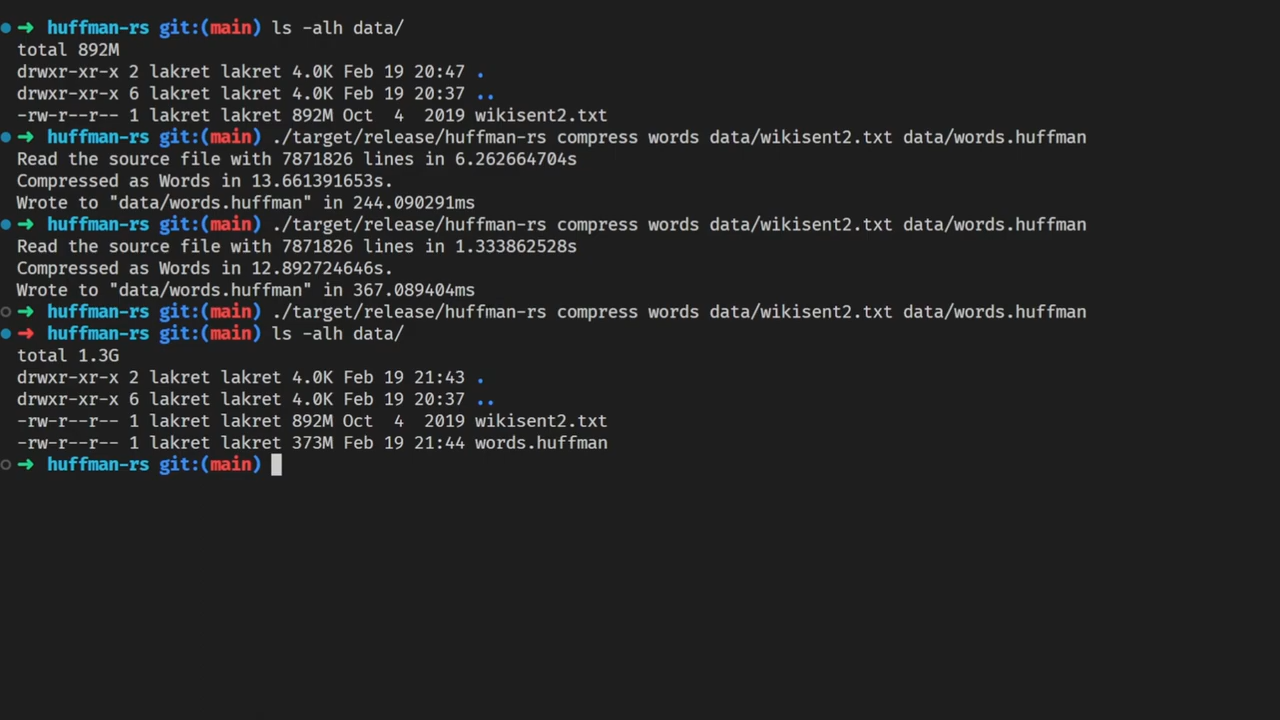 ➜ huffman-rs git:(main) ls -alh data/
total 892M
drwxr-xr-x 2 lakret lakret 4.0K Feb 19 20:47 .
drwxr-xr-x 6 lakret lakret 4.0K Feb 19 20:37 ..
-rw-r--r-- 1 lakret lakret 892M Oct  4  2019 wikisent2.txt
➜ huffman-rs git:(main) ./target/release/huffman-rs compress words data/wikisent2.txt data/words.huffman
Read the source file with 7871826 lines in 6.262664704s
Compressed as Words in 13.661391653s.
Wrote to "data/words.huffman" in 244.090291ms
➜ huffman-rs git:(main) ./target/release/huffman-rs compress words data/wikisent2.txt data/words.huffman
Read the source file with 7871826 lines in 1.333862528s
Compressed as Words in 12.892724646s.
Wrote to "data/words.huffman" in 367.089404ms
➜ huffman-rs git:(main) ./target/release/huffman-rs compress words data/wikisent2.txt data/words.huffman
➜ huffman-rs git:(main) ls -alh data/
total 1.3G
drwxr-xr-x 2 lakret lakret 4.0K Feb 19 21:43 .
drwxr-xr-x 6 lakret lakret 4.0K Feb 19 20:37 ..
-rw-r--r-- 1 lakret lakret 892M Oct  4  2019 wikisent2.txt
-rw-r--r-- 1 lakret lakret 373M Feb 19 21:44 words.huffman
➜ huffman-rs git:(main)